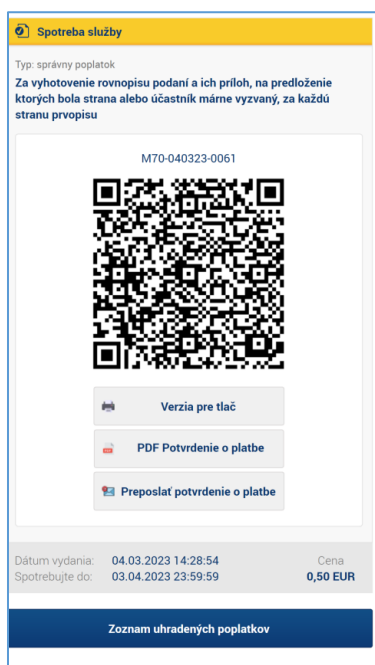 Spotreba služby
Typ: správny poplatok
Za vyhotovenie rovnopisu podaní a ich príloh, na predloženie
ktorých bola strana alebo účastník márne vyzvaný, za každú
stranu prvopisu
M70-040323-0061
Verzia pre tlač
PDF Potvrdenie o platbe
Preposlať potvrdenie o platbe
Dátum vydania: 04.03.2023 14:28:54 Cena
Spotrebujte do: 03.04.2023 23:59:59 0,50 EUR
Zoznam uhradených poplatkov